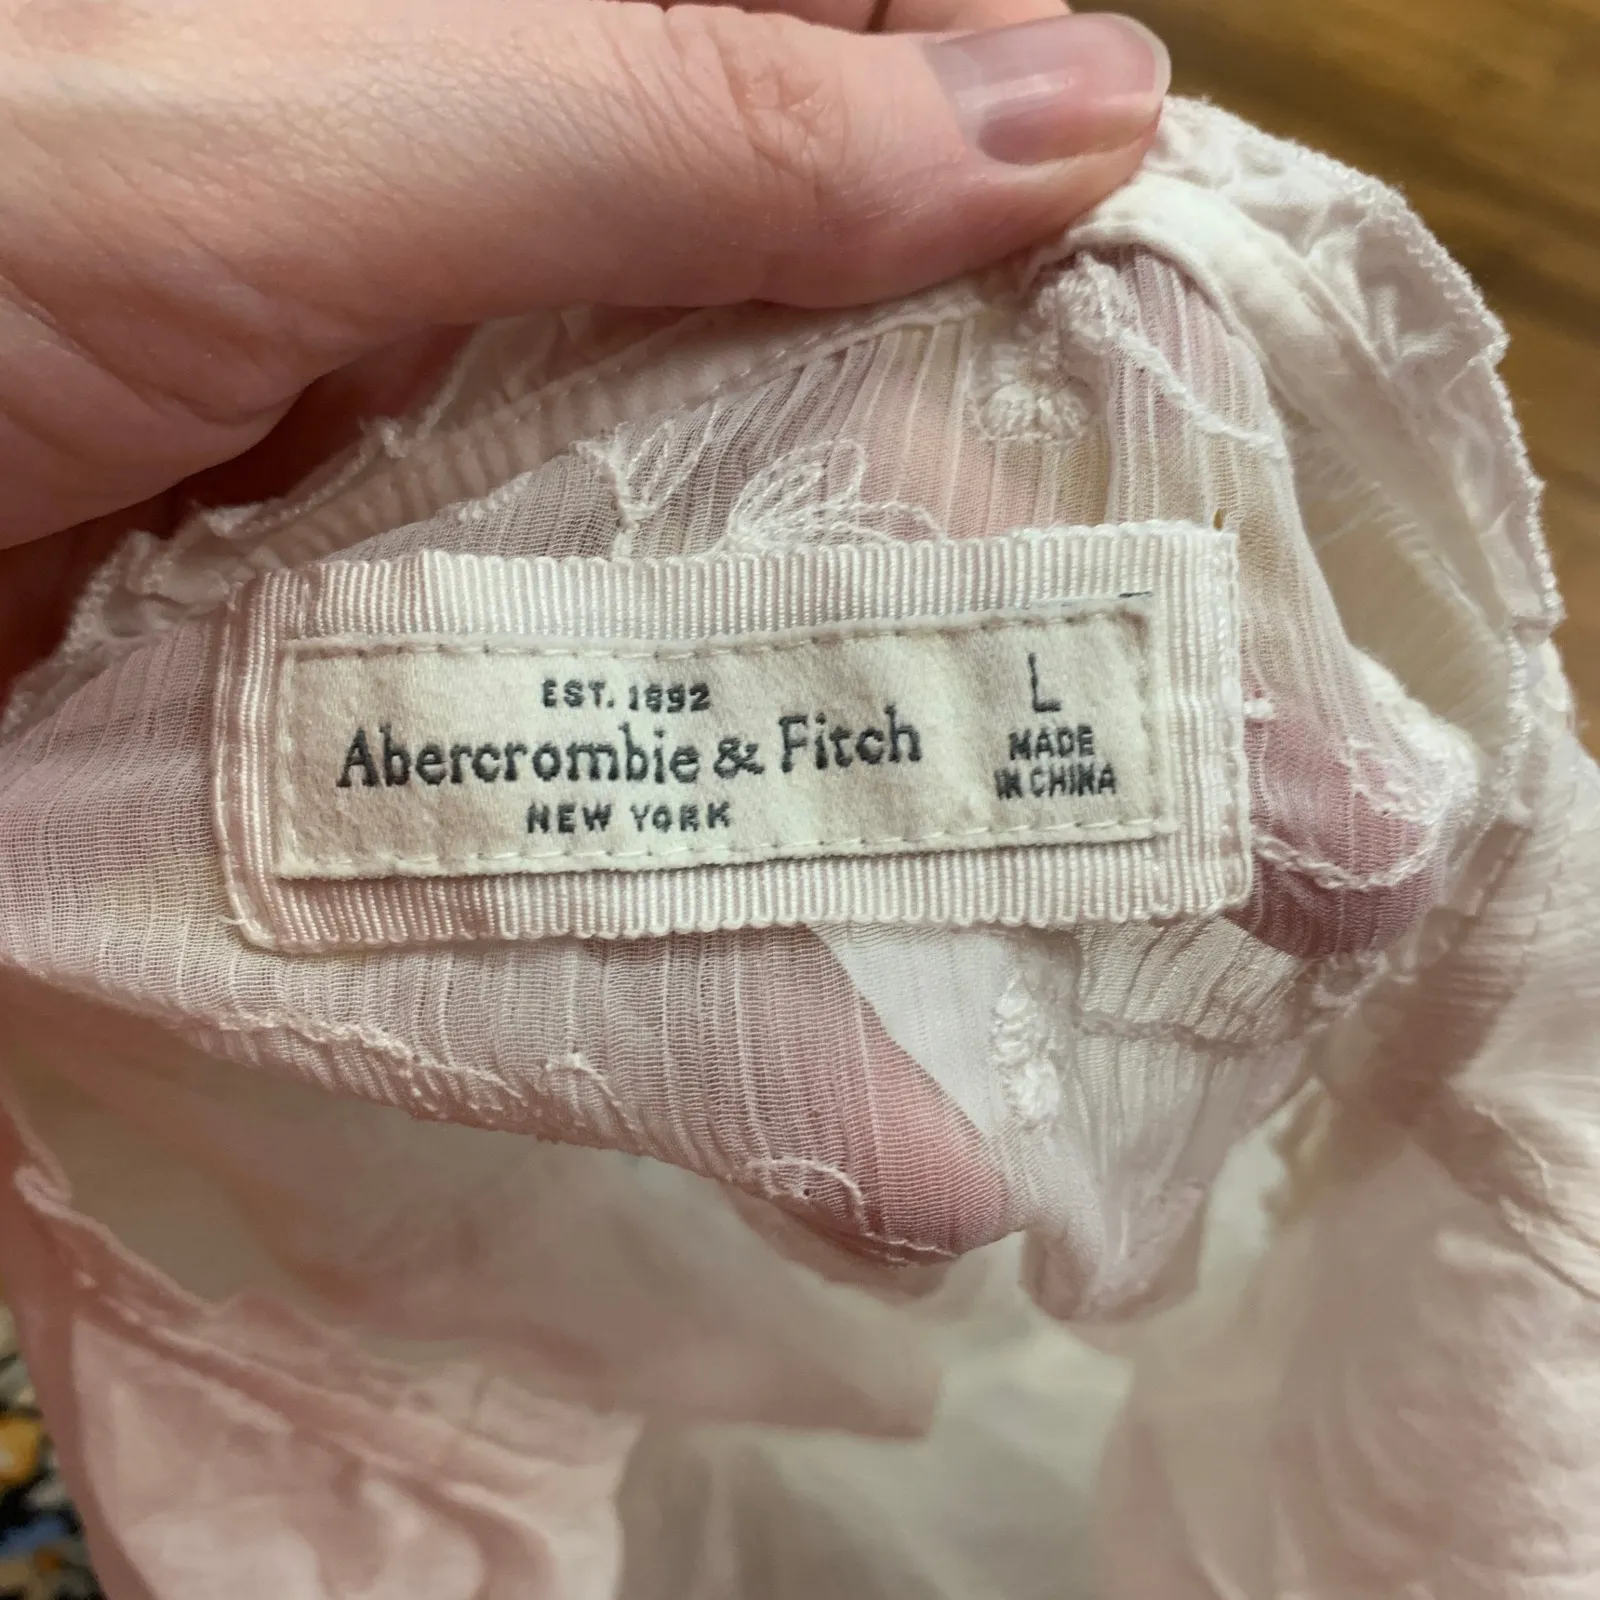 EST. 1892
Abercrombie & Fitch
NEW YORK
L
MADE
IN CHINA